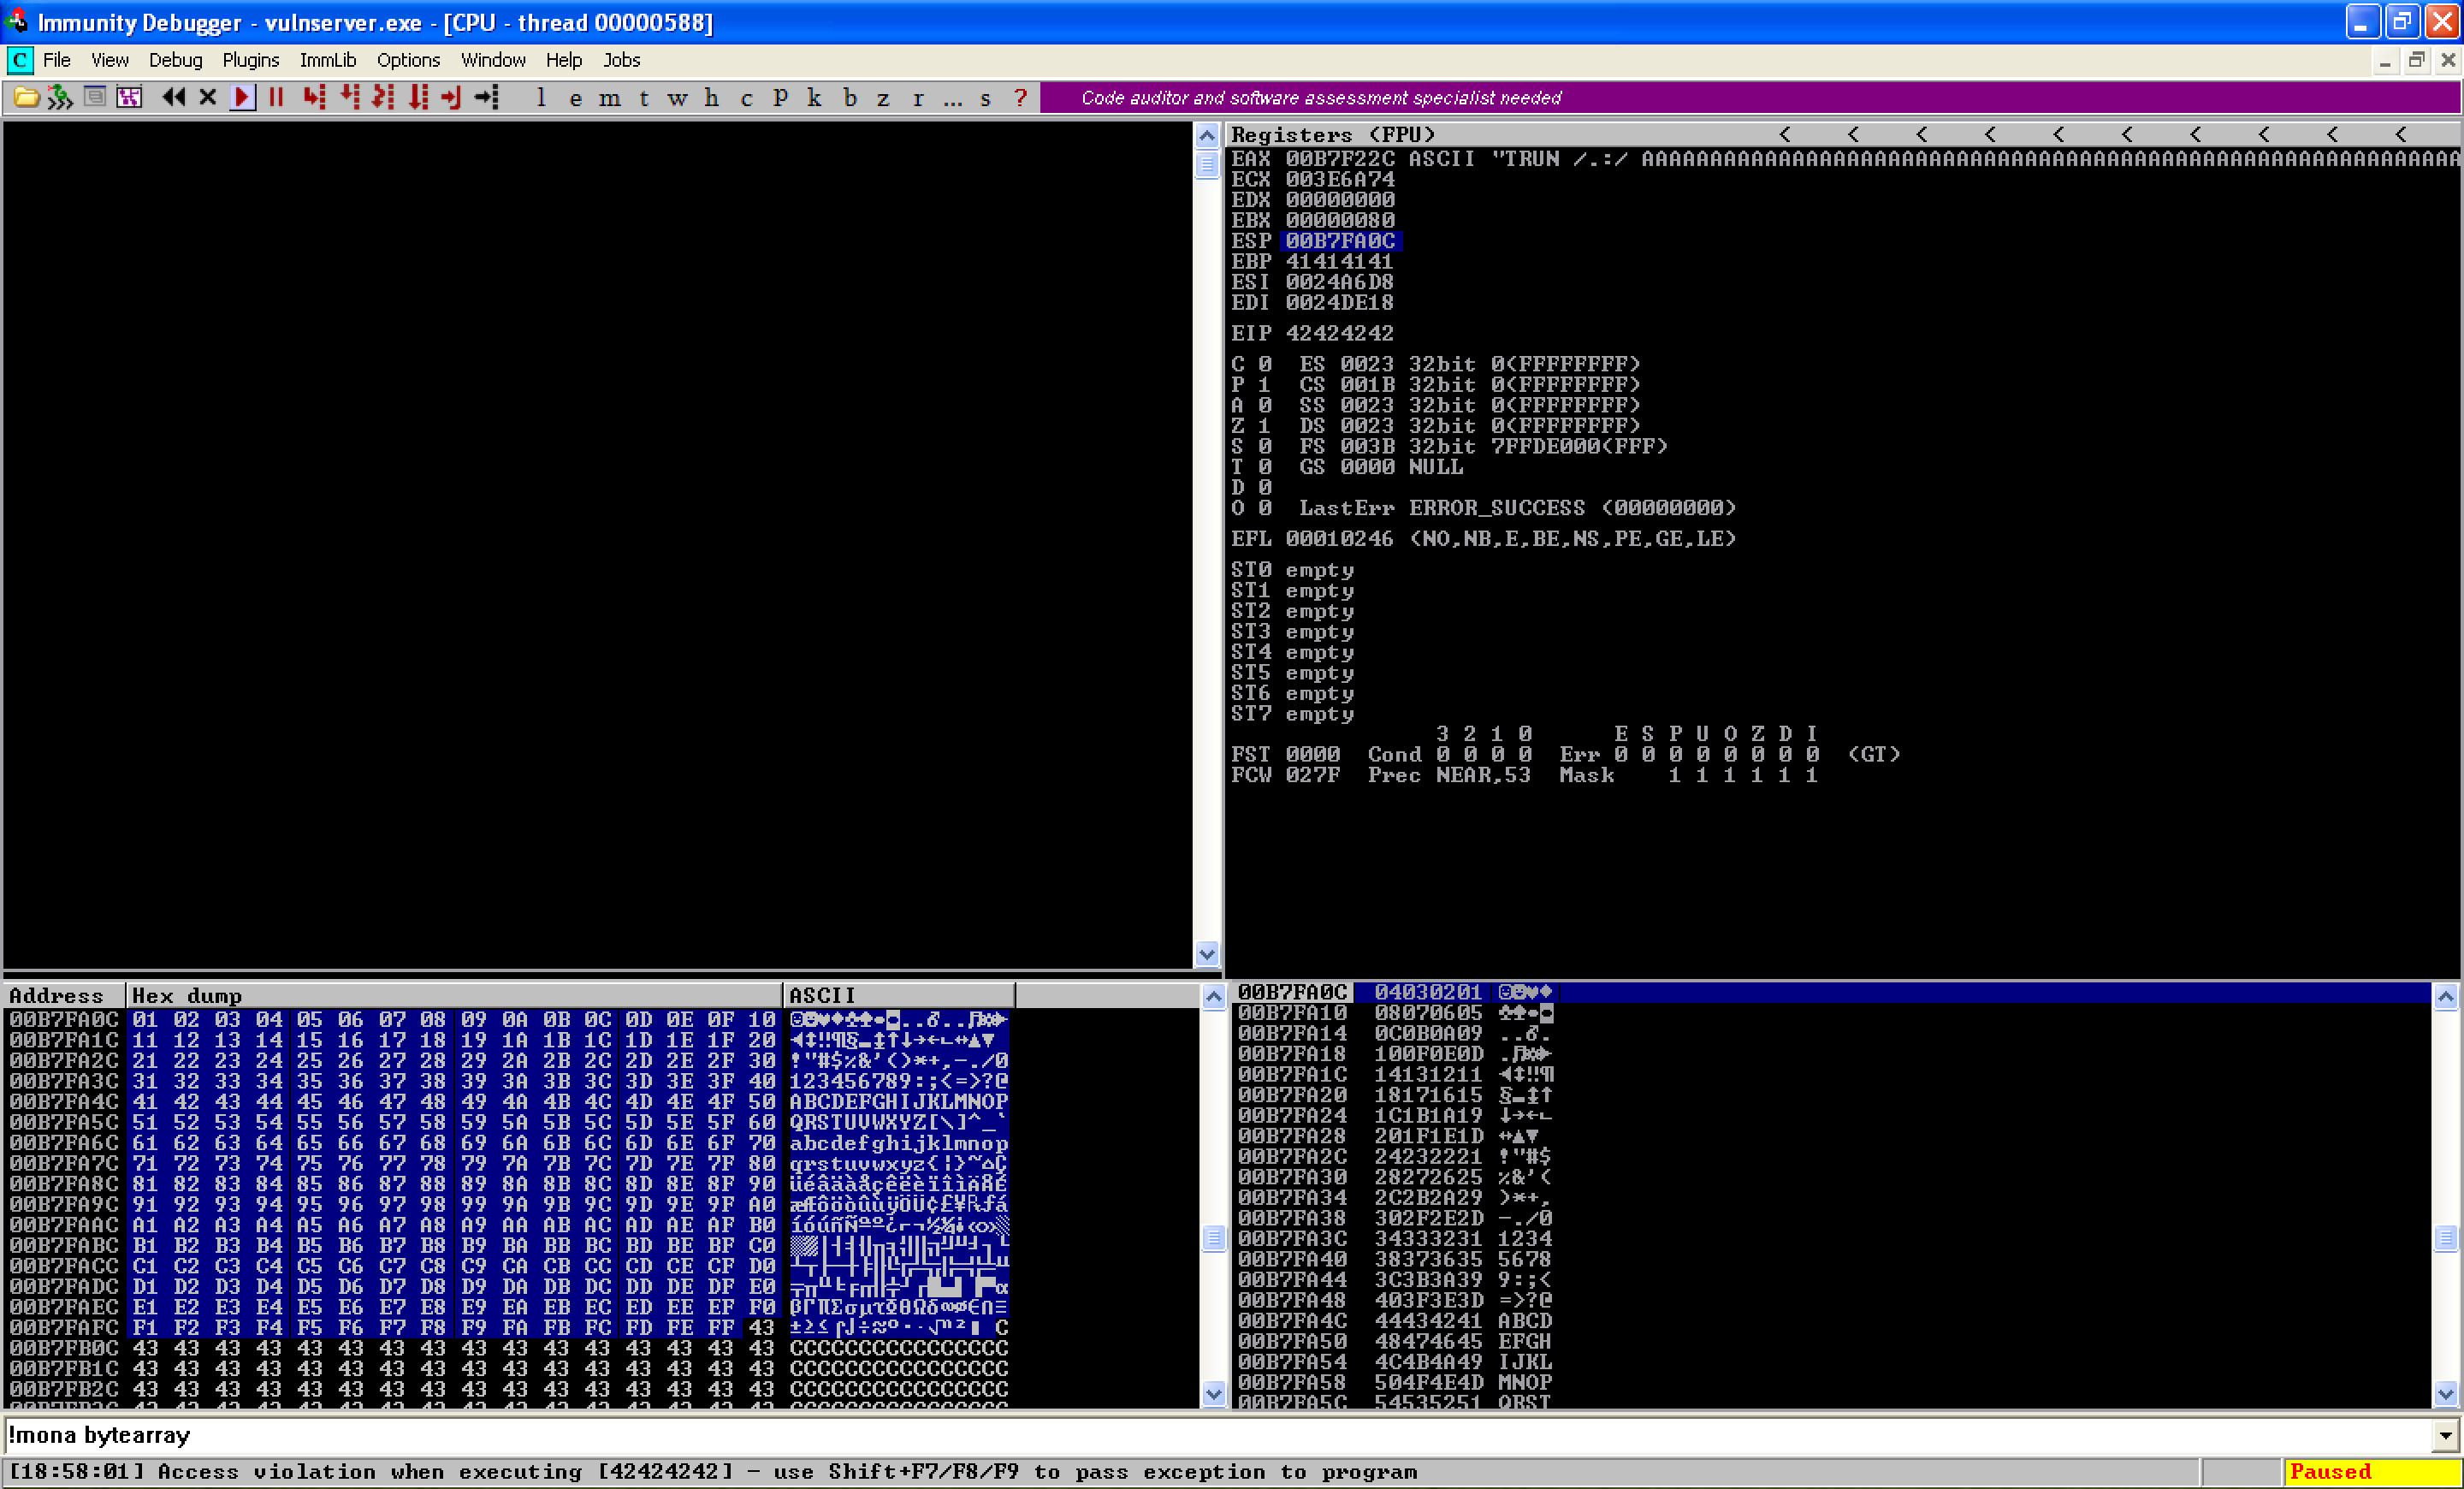 Immunity Debugger - vulnserver.exe - [CPU - thread 00000588]
C File View Debug Plugins ImmLib Options Window Help Jobs
l e m t w h c P k b z r ... s ? Code auditor and software assessment specialist needed
Registers (FPU) < < < < < < < < < <
EAX 00B7F22C ASCII "TRUN /.:/ AAAAAAAAAAAAAAAAAAAAAAAAAAAAAAAAAAAAAAAAAAAAAAAAAAAAAAAAAAAA
ECX 003E6A74
EDX 00000000
EBX 00000080
ESP 00B7FA0C
EBP 41414141
ESI 0024A6D8
EDI 0024DE18
EIP 42424242
C 0 ES 0023 32bit 0(FFFFFFFF)
P 1 CS 001B 32bit 0(FFFFFFFF)
A 0 SS 0023 32bit 0(FFFFFFFF)
Z 1 DS 0023 32bit 0(FFFFFFFF)
S 0 FS 003B 32bit 7FFDE000(FFF)
T 0 GS 0000 NULL
D 0
O 0 LastErr ERROR_SUCCESS (00000000)
EFL 00010246 (NO,NB,E,BE,NS,PE,GE,LE)
ST0 empty
ST1 empty
ST2 empty
ST3 empty
ST4 empty
ST5 empty
ST6 empty
ST7 empty
3 2 1 0 E S P U O Z D I
FST 0000 Cond 0 0 0 0 Err 0 0 0 0 0 0 0 0 (GT)
FCW 027F Prec NEAR,53 Mask 1 1 1 1 1 1
Address Hex dump ASCII
00B7FA0C 01 02 03 04 05 06 07 08 09 0A 0B 0C 0D 0E 0F 10
00B7FA1C 11 12 13 14 15 16 17 18 19 1A 1B 1C 1D 1E 1F 20
00B7FA2C 21 22 23 24 25 26 27 28 29 2A 2B 2C 2D 2E 2F 30 !"#$%&'()*+,-./0
00B7FA3C 31 32 33 34 35 36 37 38 39 3A 3B 3C 3D 3E 3F 40 123456789:;<=>?@
00B7FA4C 41 42 43 44 45 46 47 48 49 4A 4B 4C 4D 4E 4F 50 ABCDEFGHIJKLMNOP
00B7FA5C 51 52 53 54 55 56 57 58 59 5A 5B 5C 5D 5E 5F 60 QRSTUVWXYZ[\]^_`
00B7FA6C 61 62 63 64 65 66 67 68 69 6A 6B 6C 6D 6E 6F 70 abcdefghijklmnop
00B7FA7C 71 72 73 74 75 76 77 78 79 7A 7B 7C 7D 7E 7F 80 qrstuvwxyz{|}~⌂Ç
00B7FA8C 81 82 83 84 85 86 87 88 89 8A 8B 8C 8D 8E 8F 90 üéâäàåçêëèïîìÄÅÉ
00B7FA9C 91 92 93 94 95 96 97 98 99 9A 9B 9C 9D 9E 9F A0
00B7FAAC A1 A2 A3 A4 A5 A6 A7 A8 A9 AA AB AC AD AE AF B0
00B7FABC B1 B2 B3 B4 B5 B6 B7 B8 B9 BA BB BC BD BE BF C0
00B7FACC C1 C2 C3 C4 C5 C6 C7 C8 C9 CA CB CC CD CE CF D0
00B7FADC D1 D2 D3 D4 D5 D6 D7 D8 D9 DA DB DC DD DE DF E0
00B7FAEC E1 E2 E3 E4 E5 E6 E7 E8 E9 EA EB EC ED EE EF F0
00B7FAFC F1 F2 F3 F4 F5 F6 F7 F8 F9 FA FB FC FD FE FF 43
00B7FB0C 43 43 43 43 43 43 43 43 43 43 43 43 43 43 43 43 CCCCCCCCCCCCCCCC
00B7FB1C 43 43 43 43 43 43 43 43 43 43 43 43 43 43 43 43 CCCCCCCCCCCCCCCC
00B7FB2C 43 43 43 43 43 43 43 43 43 43 43 43 43 43 43 43 CCCCCCCCCCCCCCCC
00B7FA0C 04030201
00B7FA10 08070605
00B7FA14 0C0B0A09
00B7FA18 100F0E0D
00B7FA1C 14131211
00B7FA20 18171615
00B7FA24 1C1B1A19
00B7FA28 201F1E1D
00B7FA2C 24232221 !"#$
00B7FA30 28272625 %&'(
00B7FA34 2C2B2A29 )*+,
00B7FA38 302F2E2D -./0
00B7FA3C 34333231 1234
00B7FA40 38373635 5678
00B7FA44 3C3B3A39 9:;<
00B7FA48 403F3E3D =>?@
00B7FA4C 44434241 ABCD
00B7FA50 48474645 EFGH
00B7FA54 4C4B4A49 IJKL
00B7FA58 504F4E4D MNOP
00B7FA5C 54535251 QRST
!mona bytearray
[18:58:01] Access violation when executing [42424242] - use Shift+F7/F8/F9 to pass exception to program Paused